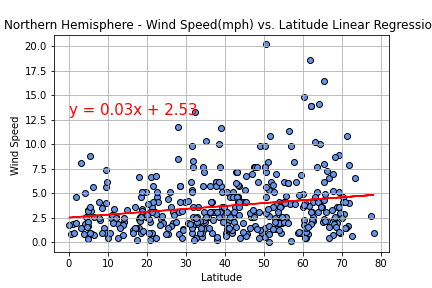 Northern Hemisphere - Wind Speed(mph) vs. Latitude Linear Regressio
20.0
17.5
15.0
12.5
10.0
7.5
5.0
2.5
0.0
Wind Speed
y = 0.03x + 2.53
0 10 20 30 40 50 60 70 80
Latitude